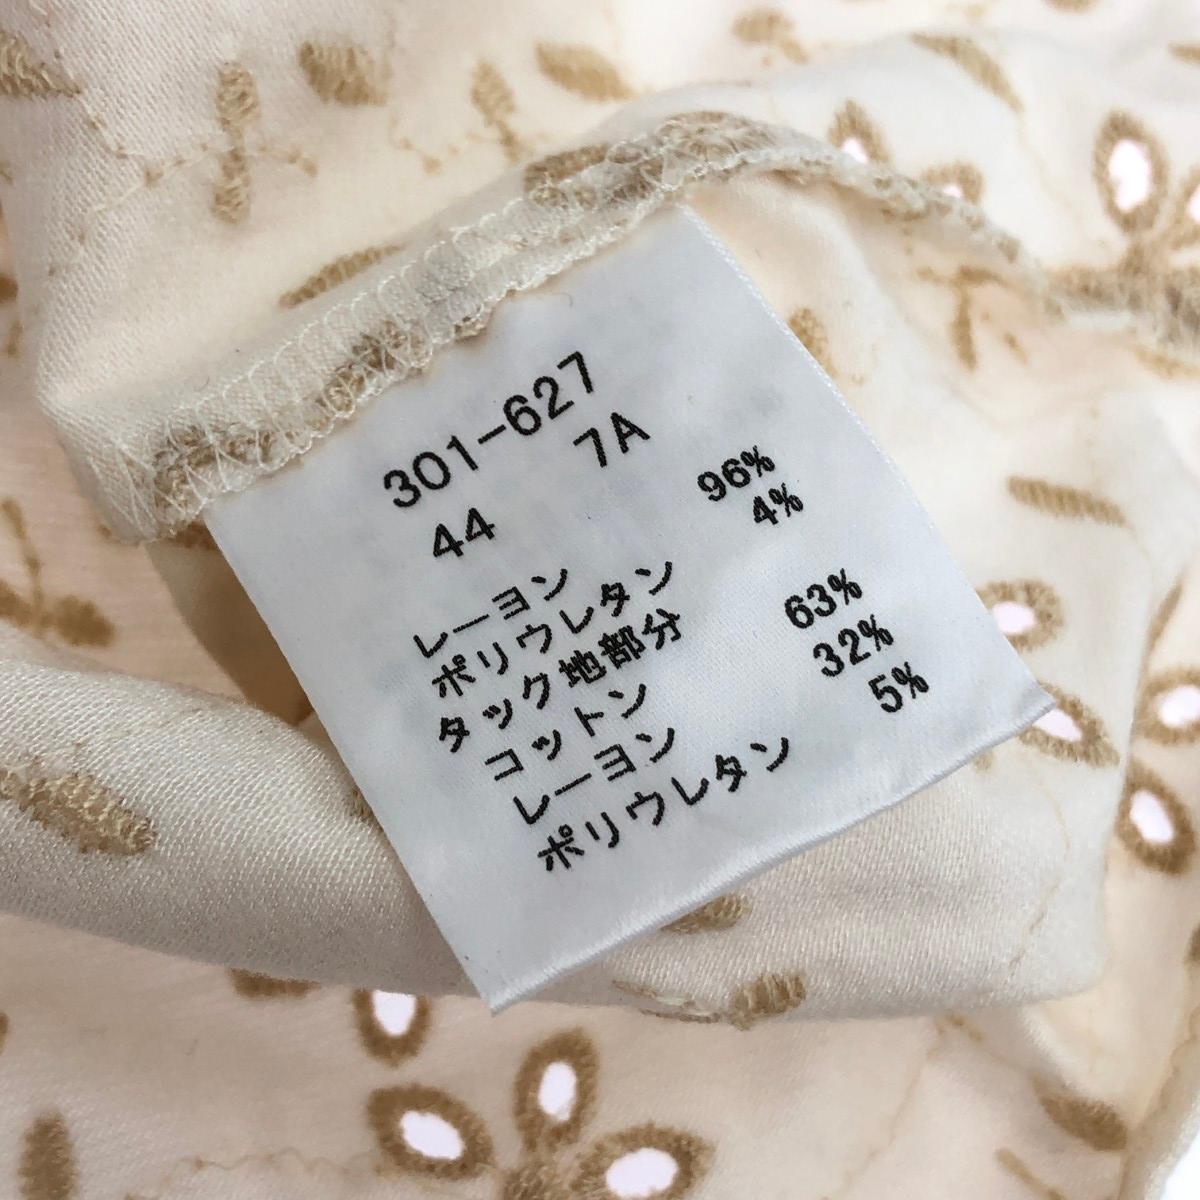 301-627
44 7A
レーヨン 96%
ポリウレタン 4%
タック地部分
コットン 63%
レーヨン 32%
ポリウレタン 5%